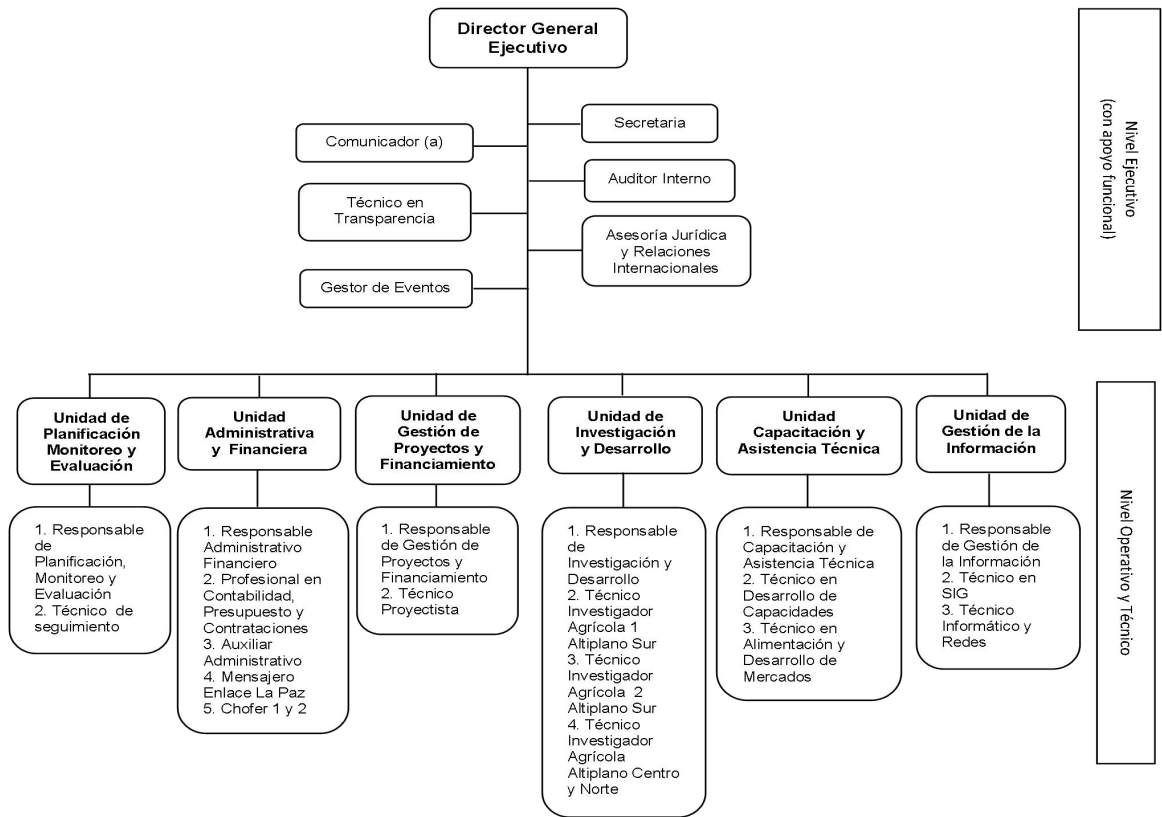 Director General
Ejecutivo
Secretaria
Comunicador (a)
Auditor Interno
Técnico en
Transparencia
Asesoría Jurídica
y Relaciones
Internacionales
Gestor de Eventos
Nivel Ejecutivo
(con apoyo funcional)
Unidad de
Planificación
Monitoreo y
Evaluación
1. Responsable
de
Planificación,
Monitoreo y
Evaluación
2. Técnico de
seguimiento
Unidad
Administrativa
y Financiera
1. Responsable
Administrativo
Financiero
2. Profesional en
Contabilidad,
Presupuesto y
Contrataciones
3. Auxiliar
Administrativo
4. Mensajero
Enlace La Paz
5. Chofer 1 y 2
Unidad de
Gestión de
Proyectos y
Financiamiento
1. Responsable
de Gestión de
Proyectos y
Financiamiento
2. Técnico
Proyectista
Unidad de
Investigación
y Desarrollo
1. Responsable
de
Investigación y
Desarrollo
2. Técnico
Investigador
Agrícola 1
Altiplano Sur
3. Técnico
Investigador
Agrícola 2
Altiplano Sur
4. Técnico
Investigador
Agrícola
Altiplano Centro
y Norte
Unidad
Capacitación y
Asistencia Técnica
1. Responsable de
Capacitación y
Asistencia Técnica
2. Técnico en
Desarrollo de
Capacidades
3. Técnico en
Alimentación y
Desarrollo de
Mercados
Unidad de
Gestión de la
Información
1. Responsable
de Gestión de
la Información
2. Técnico en
SIG
3. Técnico
Informático y
Redes
Nivel Operativo y Técnico